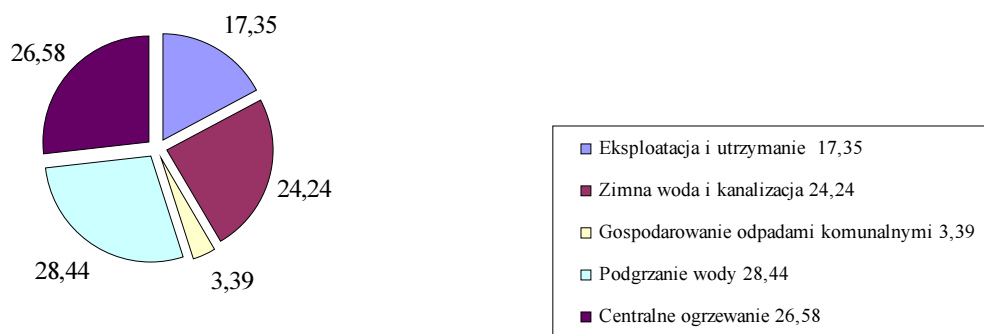 17,35
26,58
24,24
28,44
3,39
Eksploatacja i utrzymanie 17,35
Zimna woda i kanalizacja 24,24
Gospodarowanie odpadami komunalnymi 3,39
Podgrzanie wody 28,44
Centralne ogrzewanie 26,58